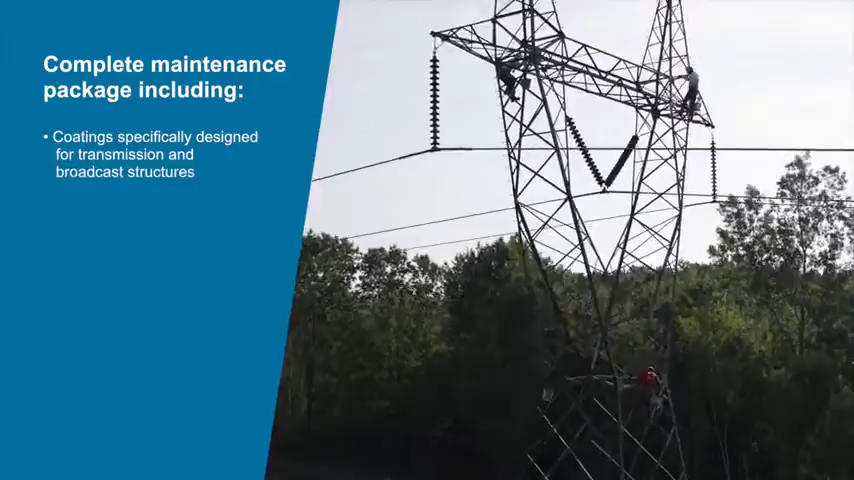 Complete maintenance
package including:
• Coatings specifically designed
for transmission and
broadcast structures